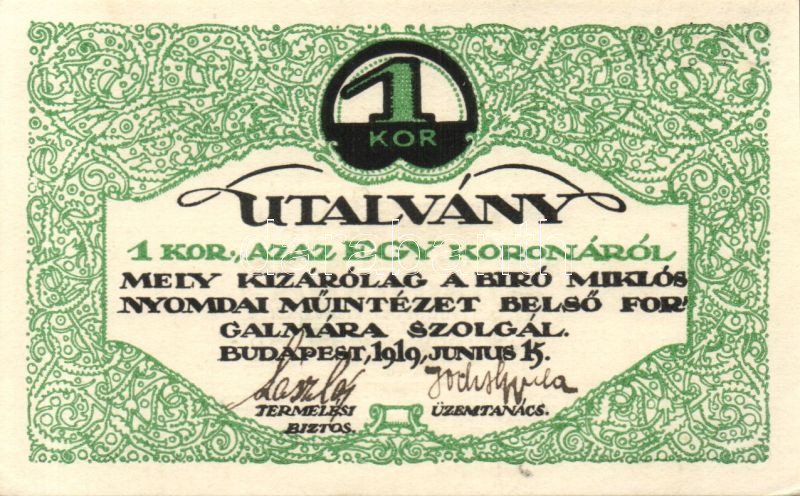 1
KOR
UTALVÁNY
1 KOR, AZAZ EGY KORONÁRÓL
MELY KIZÁRÓLAG A BIRÓ MIKLÓS
NYOMDAI MŰINTÉZET BELSŐ FOR-
GALMÁRA SZOLGÁL.
BUDAPEST, 1919, JUNIUS 15.
TERMELÉSI ÜZEMTANÁCS.
BIZTOS.